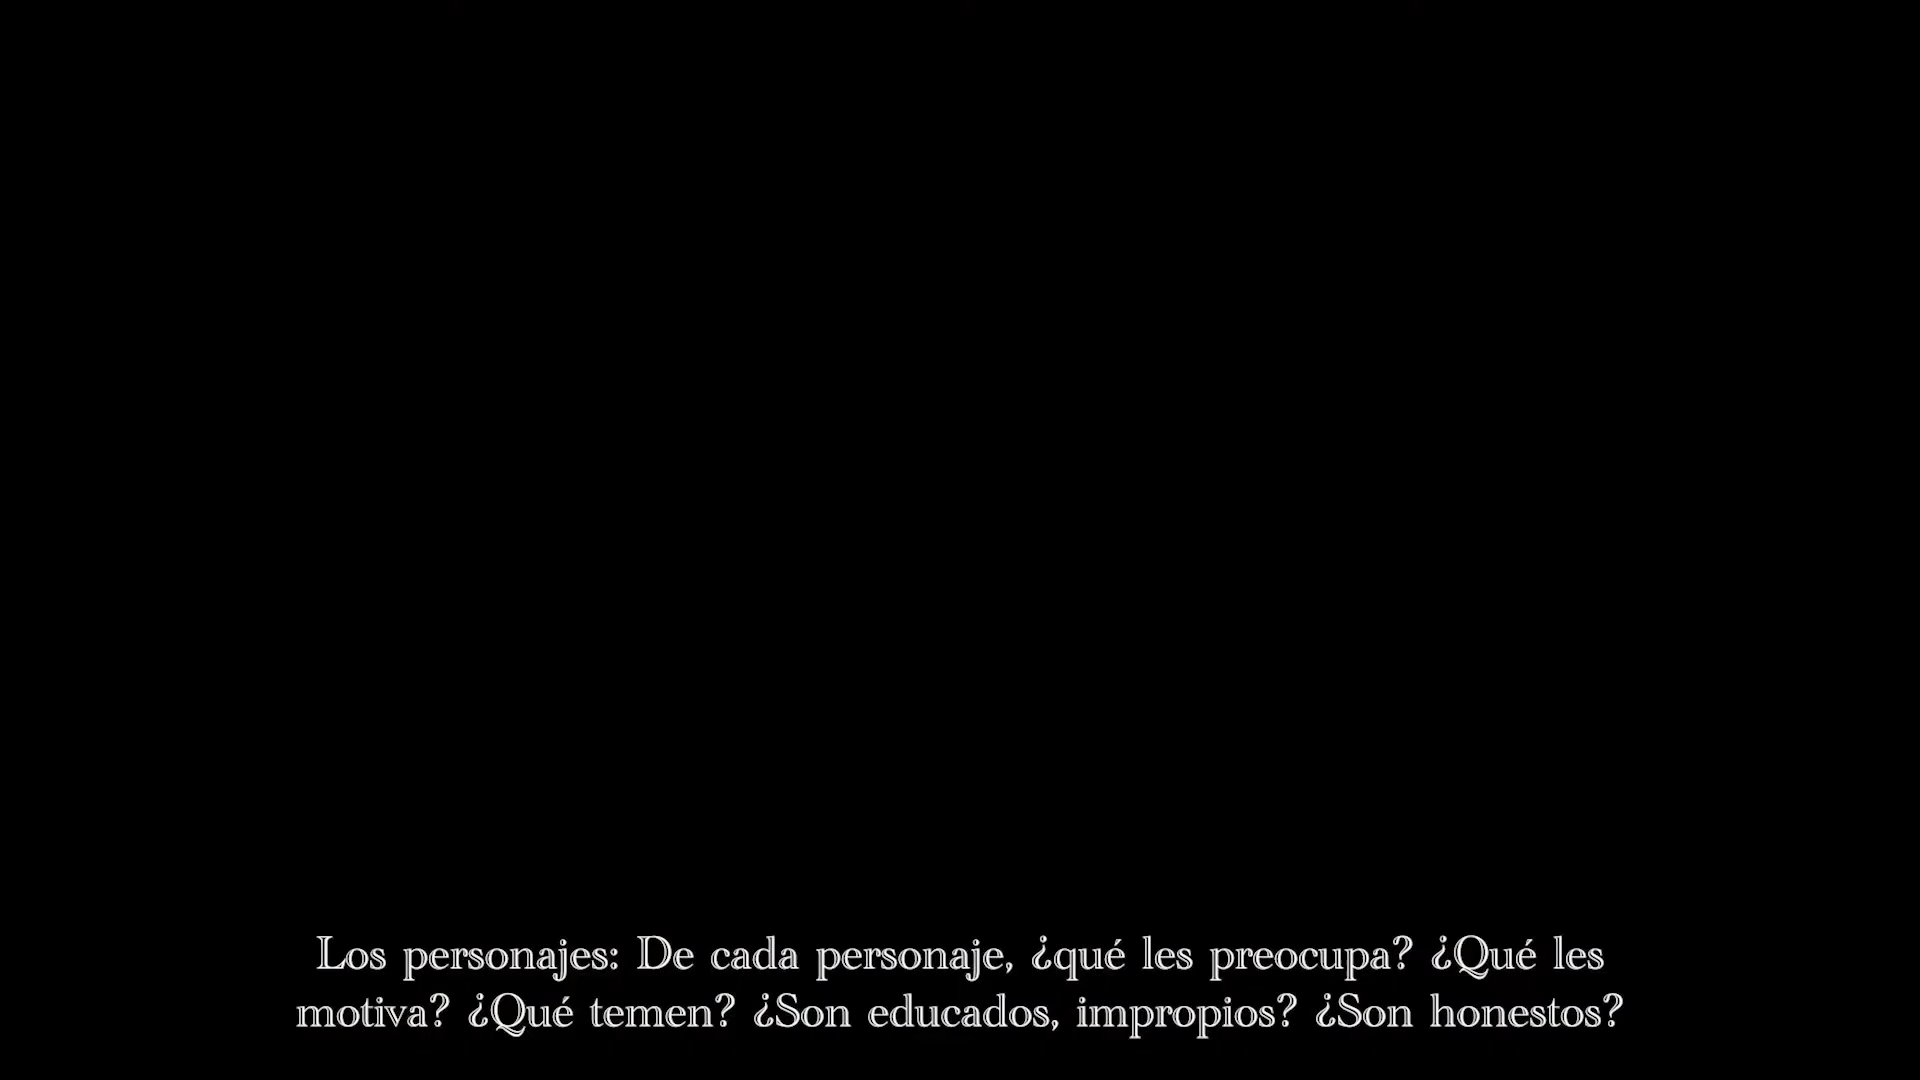 Los personajes: De cada personaje, ¿qué les preocupa? ¿Qué les
motiva? ¿Qué temen? ¿Son educados, impropios? ¿Son honestos?